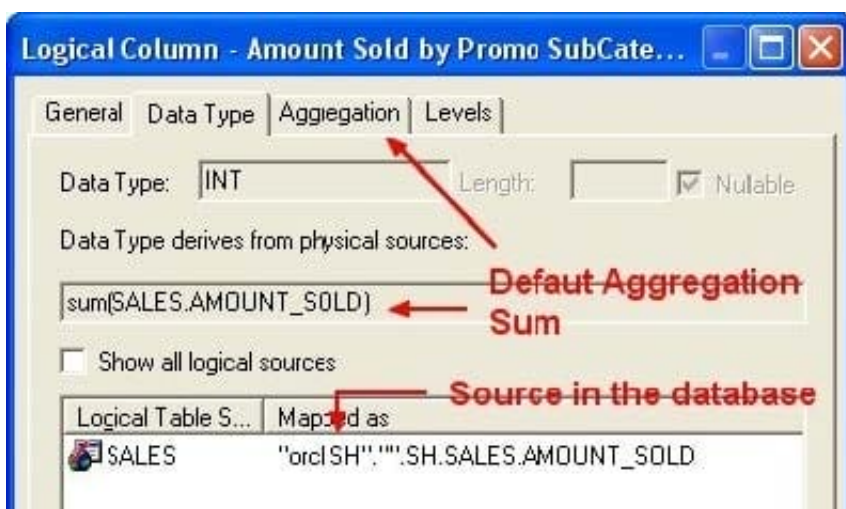 Logical Column - Amount Sold by Promo SubCate...
General Data Type Aggregation Levels
Data Type: INT Length: Nullable
Data Type derives from physical sources:
Defaut Aggregation
sum(SALES.AMOUNT_SOLD)
Sum
Show all logical sources
Source in the database
Logical Table S... Mapped as
SALES "orclSH"."".SH.SALES.AMOUNT_SOLD